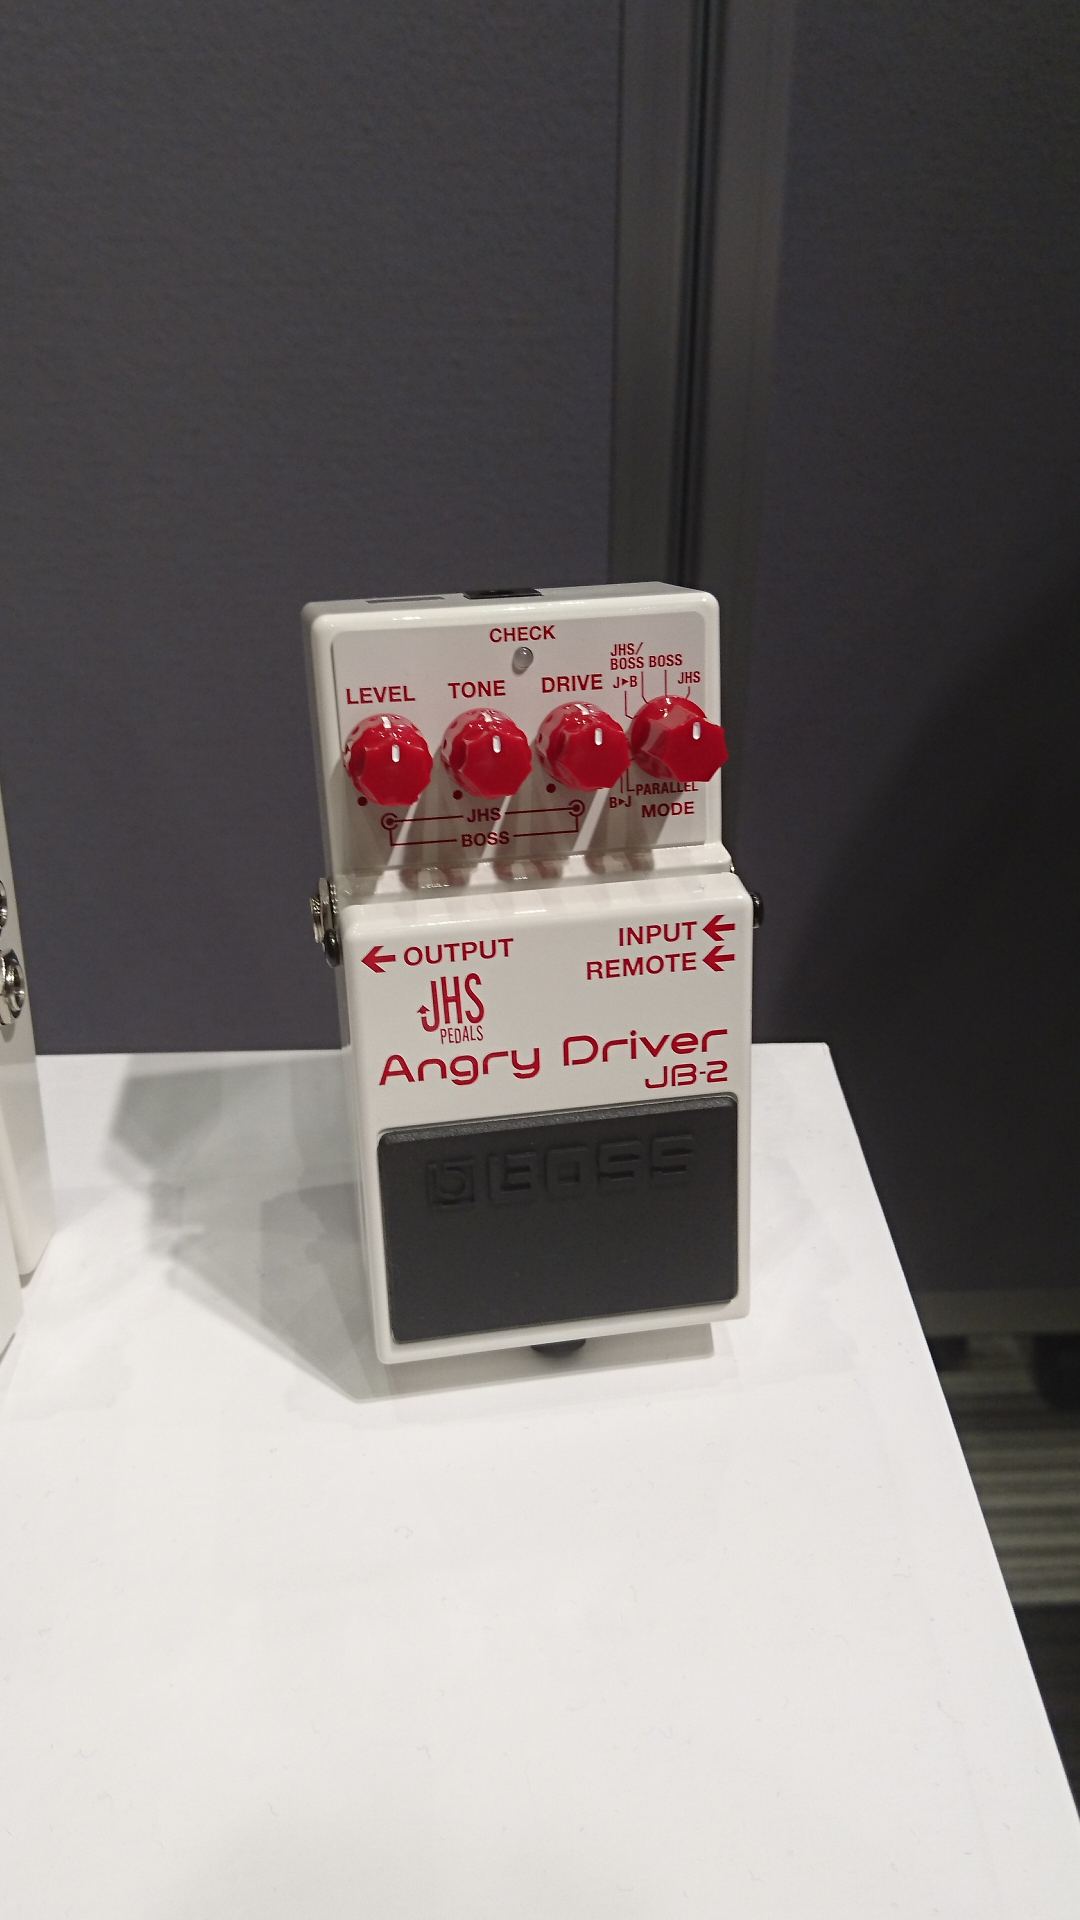 CHECK
JHS/
BOSS BOSS
J▸B
JHS
LEVEL TONE DRIVE
B▸J
PARALLEL
MODE
JHS
BOSS
← OUTPUT
INPUT ←
REMOTE ←
JHS
PEDALS
Angry Driver
JB-2
BOSS